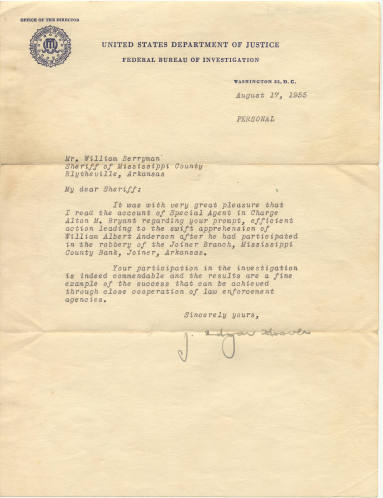 OFFICE OF THE DIRECTOR
UNITED STATES DEPARTMENT OF JUSTICE
FEDERAL BUREAU OF INVESTIGATION
WASHINGTON 25, D. C.
August 17, 1955
PERSONAL
Mr. William Berryman
Sheriff of Mississippi County
Blytheville, Arkansas
My dear Sheriff:
It was with very great pleasure that
I read the account of Special Agent in Charge
Alton M. Bryant regarding your prompt, efficient
action leading to the swift apprehension of
William Albert Anderson after he had participated
in the robbery of the Joiner Branch, Mississippi
County Bank, Joiner, Arkansas.
Your participation in the investigation
is indeed commendable and the results are a fine
example of the success that can be achieved
through close cooperation of law enforcement
agencies.
Sincerely yours,
J. Edgar Hoover